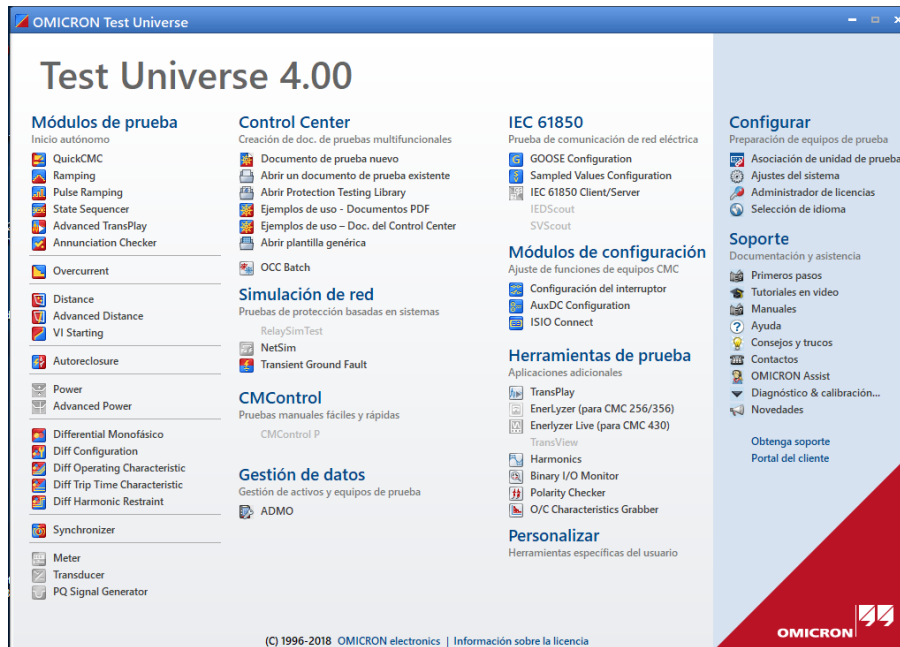 OMICRON Test Universe
Test Universe 4.00
Módulos de prueba
Inicio autónomo
QuickCMC
Ramping
Pulse Ramping
State Sequencer
Advanced TransPlay
Annunciation Checker
Overcurrent
Distance
Advanced Distance
VI Starting
Autoreclosure
Power
Advanced Power
Differential Monofásico
Diff Configuration
Diff Operating Characteristic
Diff Trip Time Characteristic
Diff Harmonic Restraint
Synchronizer
Meter
Transducer
PQ Signal Generator
Control Center
Creación de doc. de pruebas multifuncionales
Documento de prueba nuevo
Abrir un documento de prueba existente
Abrir Protection Testing Library
Ejemplos de uso - Documentos PDF
Ejemplos de uso – Doc. del Control Center
Abrir plantilla genérica
OCC Batch
Simulación de red
Pruebas de protección basadas en sistemas
RelaySimTest
NetSim
Transient Ground Fault
CMControl
Pruebas manuales fáciles y rápidas
CMControl P
Gestión de datos
Gestión de activos y equipos de prueba
ADMO
IEC 61850
Prueba de comunicación de red eléctrica
GOOSE Configuration
Sampled Values Configuration
IEC 61850 Client/Server
IEDScout
SVScout
Módulos de configuración
Ajuste de funciones de equipos CMC
Configuración del interruptor
AuxDC Configuration
ISIO Connect
Herramientas de prueba
Aplicaciones adicionales
TransPlay
EnerLyzer (para CMC 256/356)
Enerlyzer Live (para CMC 430)
TransView
Harmonics
Binary I/O Monitor
Polarity Checker
O/C Characteristics Grabber
Personalizar
Herramientas específicas del usuario
Configurar
Preparación de equipos de prueba
Asociación de unidad de prueba
Ajustes del sistema
Administrador de licencias
Selección de idioma
Soporte
Documentación y asistencia
Primeros pasos
Tutoriales en video
Manuales
Ayuda
Consejos y trucos
Contactos
OMICRON Assist
Diagnóstico & calibración...
Novedades
Obtenga soporte
Portal del cliente
(C) 1996-2018 OMICRON electronics | Información sobre la licencia
OMICRON